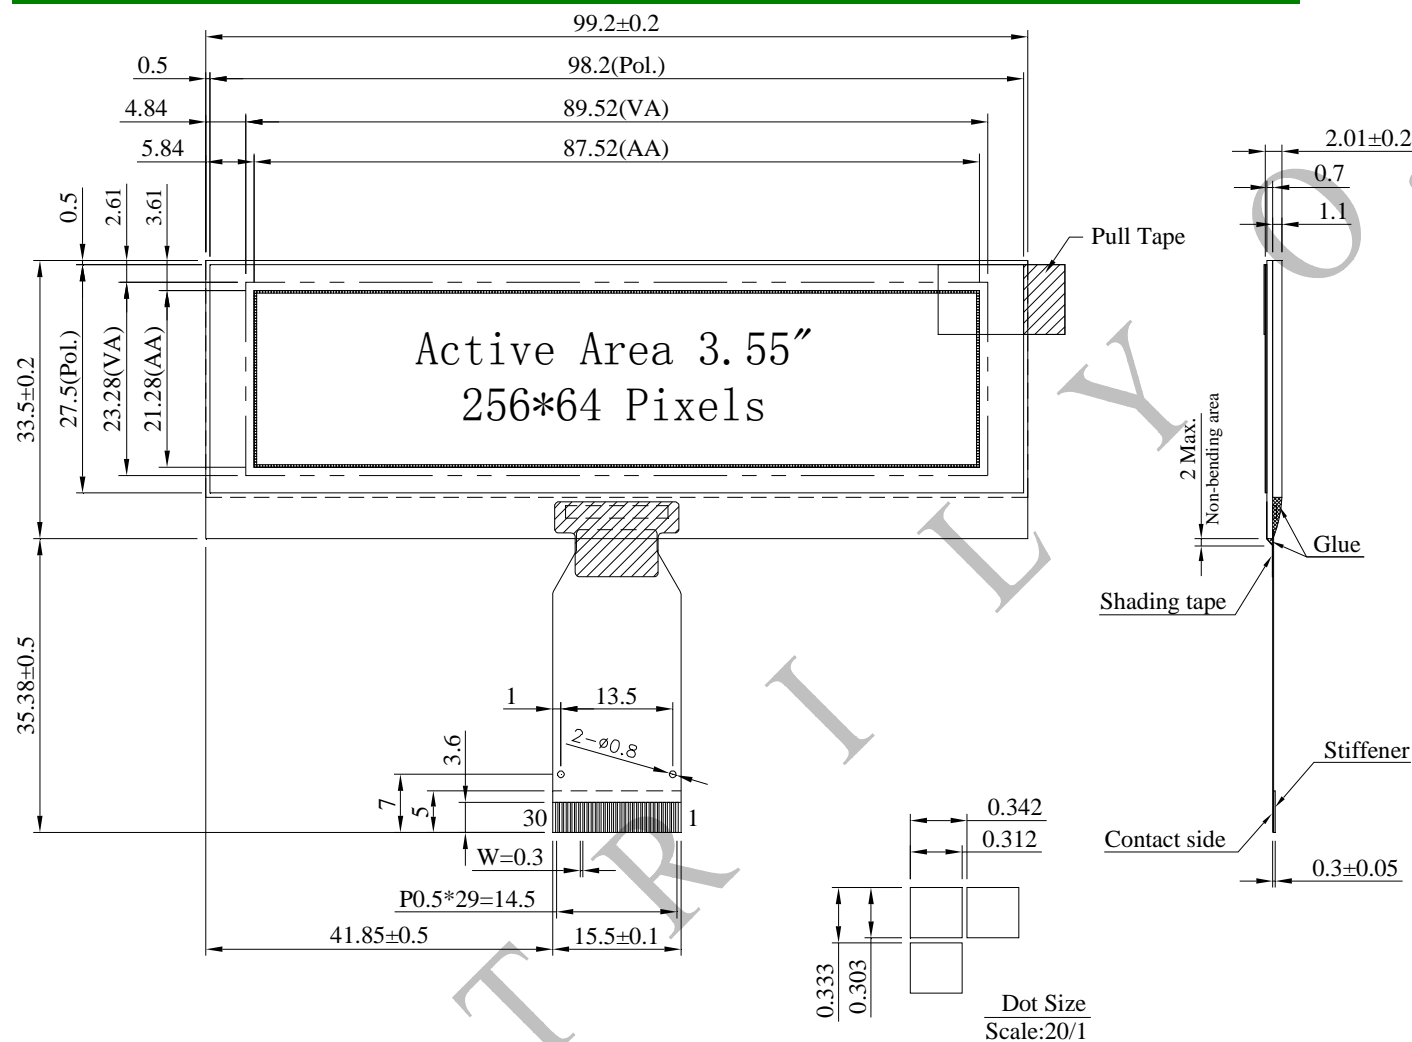 99.2±0.2
0.5
98.2(Pol.)
4.84
89.52(VA)
5.84
87.52(AA)
2.01±0.2
0.7
1.1
0.5
2.61
3.61
Pull Tape
33.5±0.2
27.5(Pol.)
23.28(VA)
21.28(AA)
Active Area 3.55"
256*64 Pixels
2 Max.
Non-bending area
Glue
Shading tape
35.38±0.5
1
13.5
2-ø0.8
3.6
7
5
30
1
W=0.3
P0.5*29=14.5
41.85±0.5
15.5±0.1
Stiffener
Contact side
0.3±0.05
0.342
0.312
0.333
0.303
Dot Size
Scale:20/1
T R I L Y O